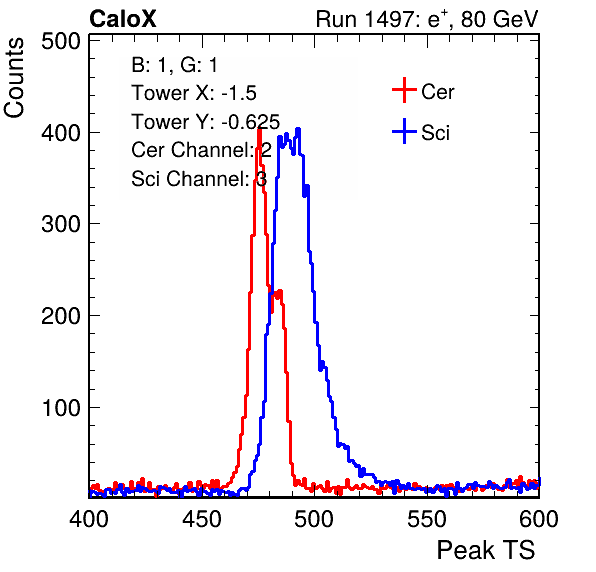 CaloX Run 1497: e+, 80 GeV
Counts
500
400
300
200
100
B: 1, G: 1
Tower X: -1.5
Tower Y: -0.625
Cer Channel: 2
Sci Channel: 3
Cer
Sci
400 450 500 550 600
Peak TS